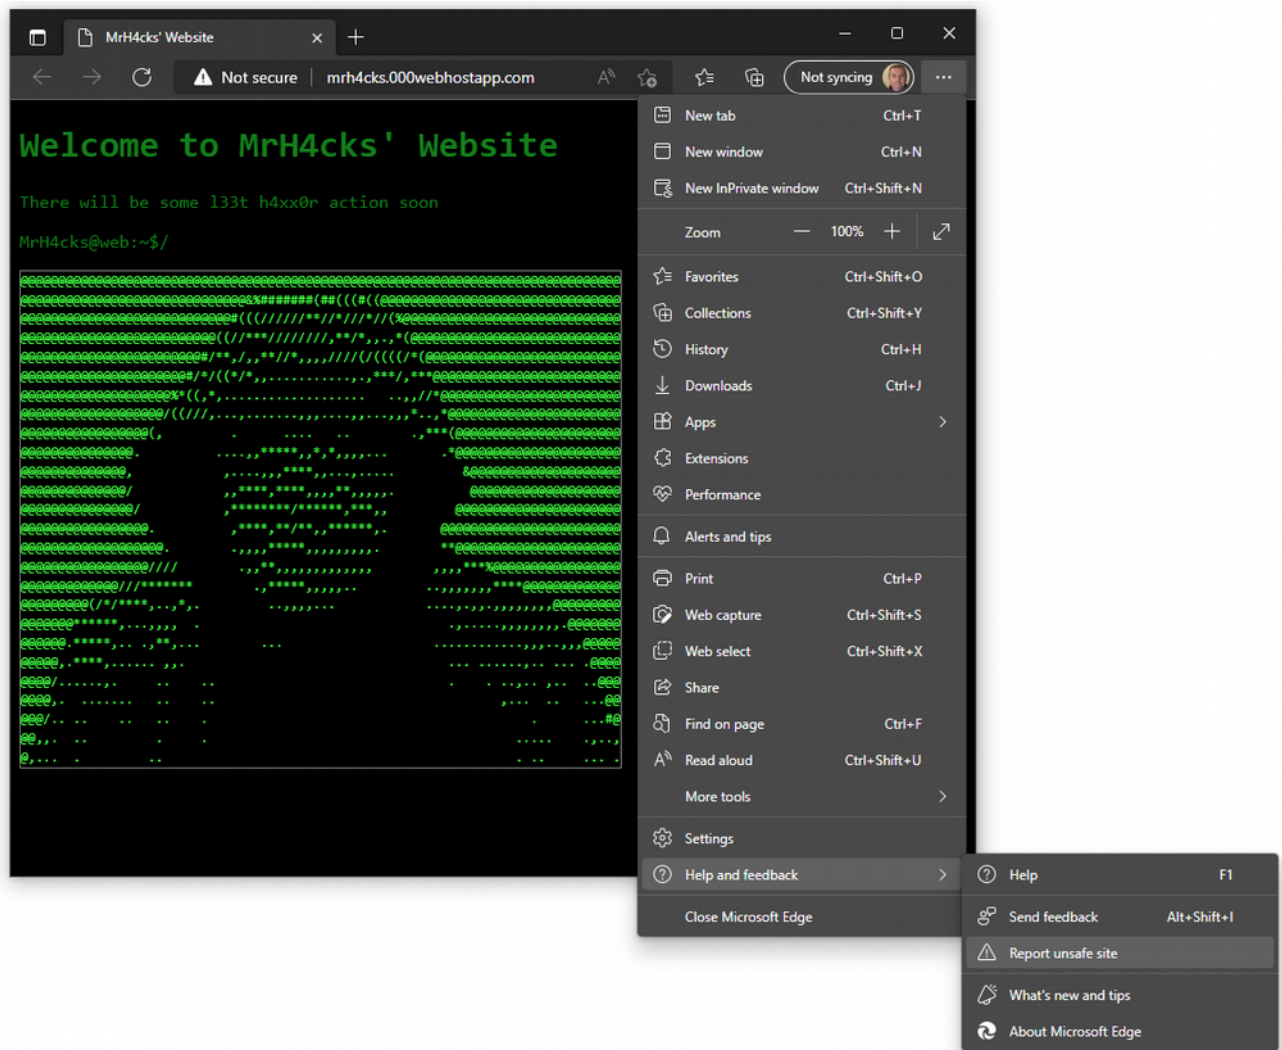 MrH4cks' Website
Not secure
mrh4cks.000webhostapp.com
Not syncing
Welcome to MrH4cks' Website
There will be some l33t h4xx0r action soon
MrH4cks@web:~$/
New tab Ctrl+T
New window Ctrl+N
New InPrivate window Ctrl+Shift+N
Zoom — 100% +
Favorites Ctrl+Shift+O
Collections Ctrl+Shift+Y
History Ctrl+H
Downloads Ctrl+J
Apps
Extensions
Performance
Alerts and tips
Print Ctrl+P
Web capture Ctrl+Shift+S
Web select Ctrl+Shift+X
Share
Find on page Ctrl+F
Read aloud Ctrl+Shift+U
More tools
Settings
Help and feedback
Close Microsoft Edge
Help F1
Send feedback Alt+Shift+I
Report unsafe site
What's new and tips
About Microsoft Edge